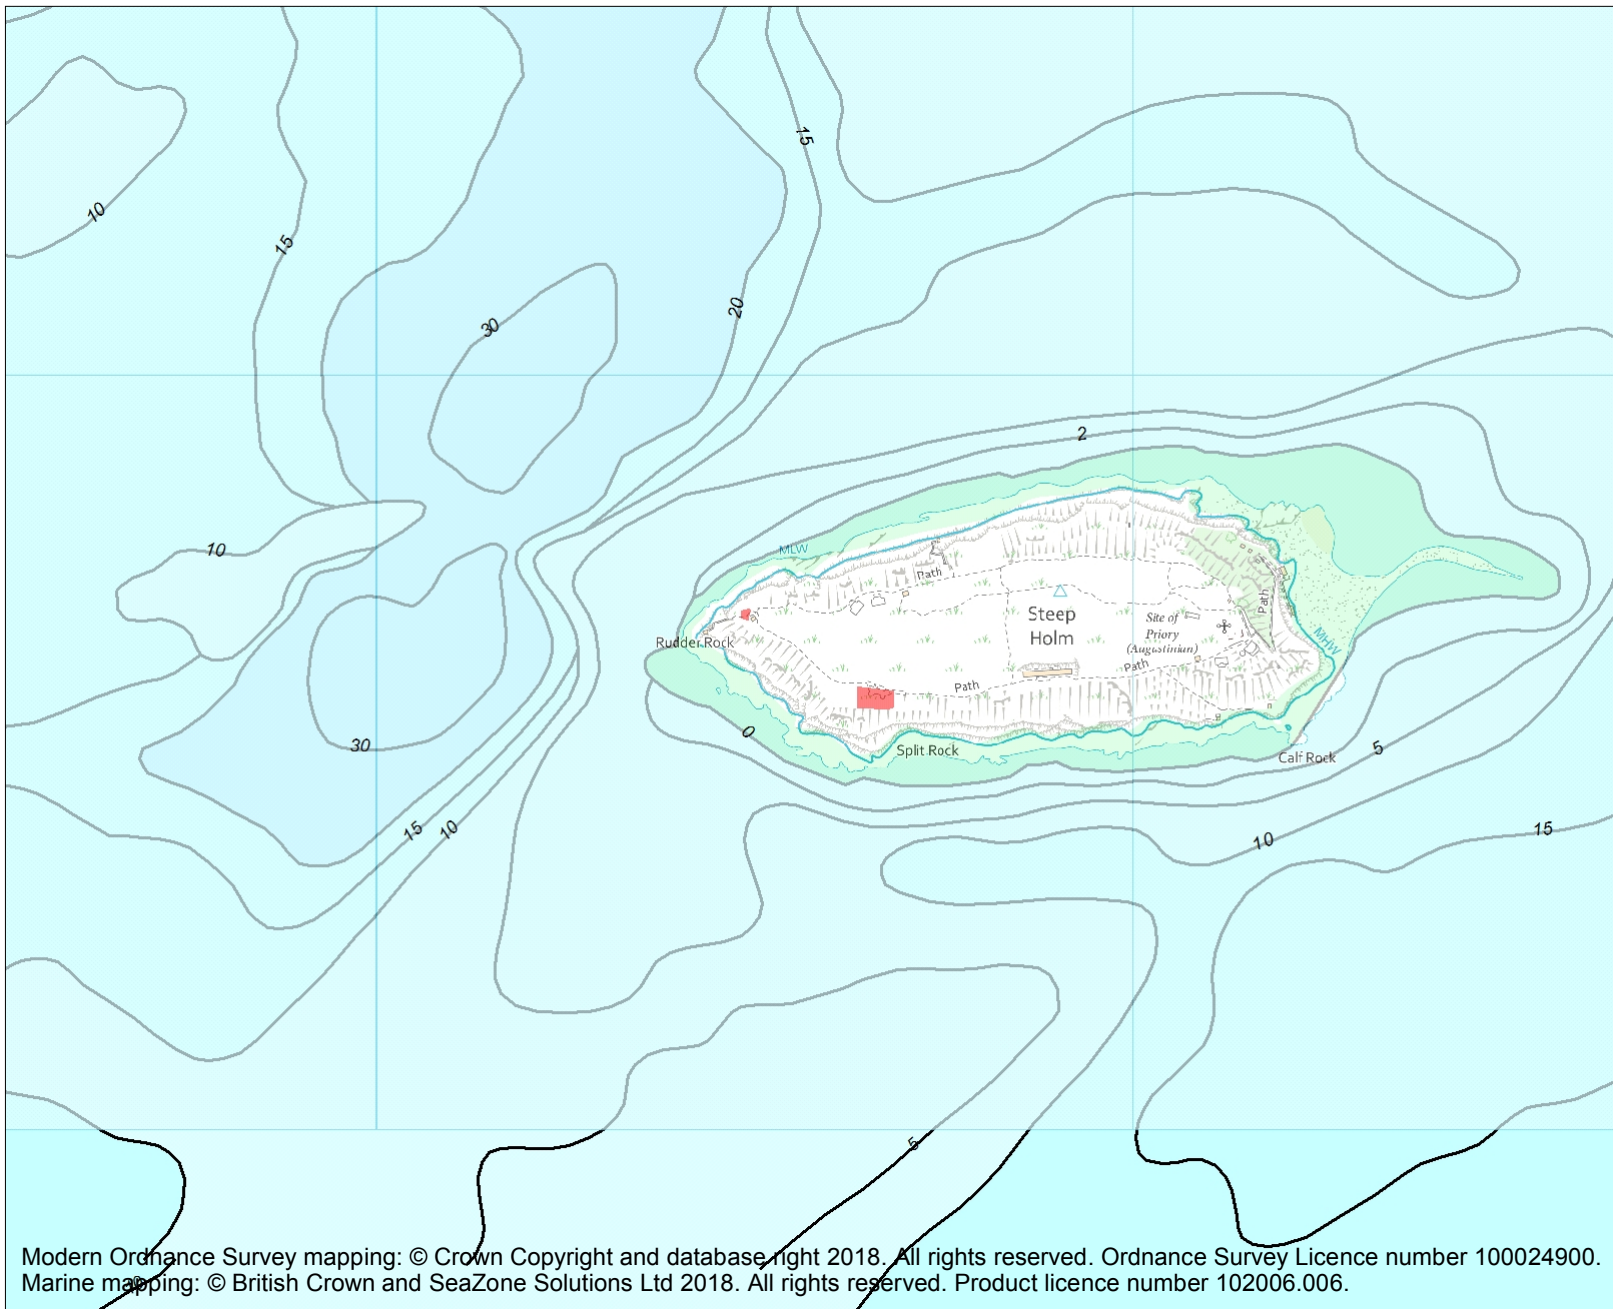 15
10
15
20
30
2
10
MLW
Path
Path
Steep
Holm
Site of
Priory
(Augustinian)
MHW
Rudder Rock
Path
Path
0
30
Split Rock
Calf Rock
5
15 10
10
15
5
Modern Ordnance Survey mapping: © Crown Copyright and database right 2018. All rights reserved. Ordnance Survey Licence number 100024900.
Marine mapping: © British Crown and SeaZone Solutions Ltd 2018. All rights reserved. Product licence number 102006.006.